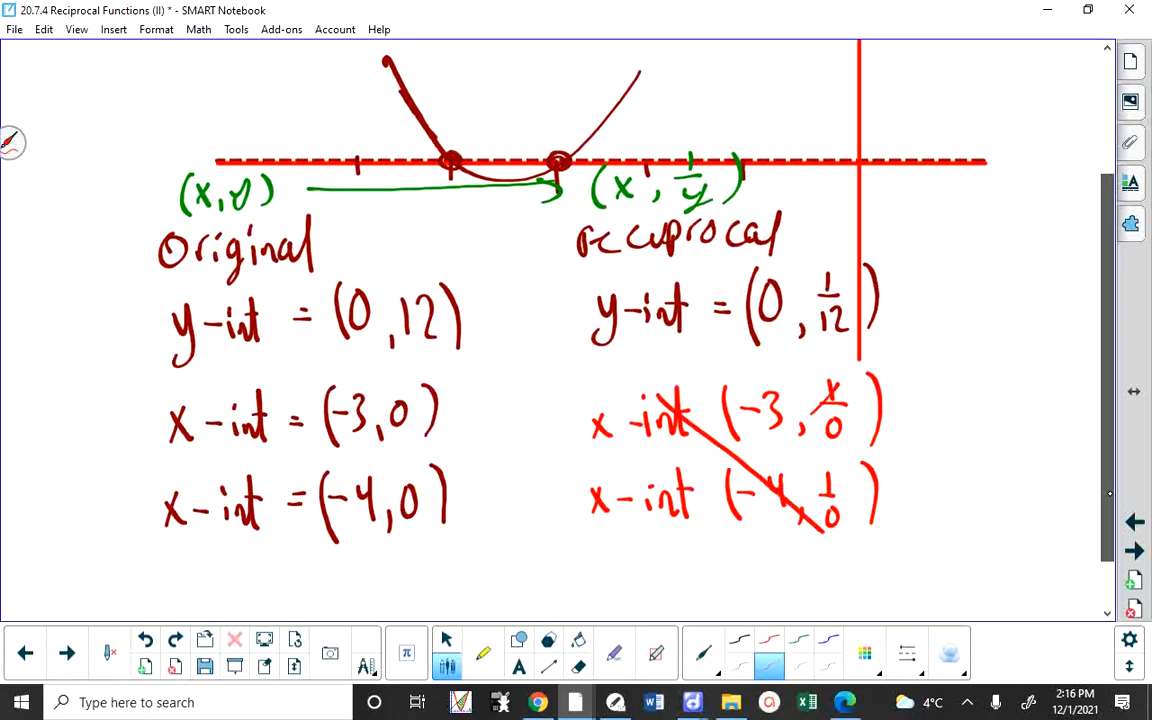 20.7.4 Reciprocal Functions (II) * - SMART Notebook
File Edit View Insert Format Math Tools Add-ons Account Help
(x, y) (x, 1/y)
Original reciprocal
y-int = (0, 12) y-int = (0, 1/12)
x-int = (-3, 0) x-int (-3, 1/0)
x-int = (-4, 0) x-int (-4, 1/0)
π
A
A
Type here to search
4°C
2:16 PM
12/1/2021